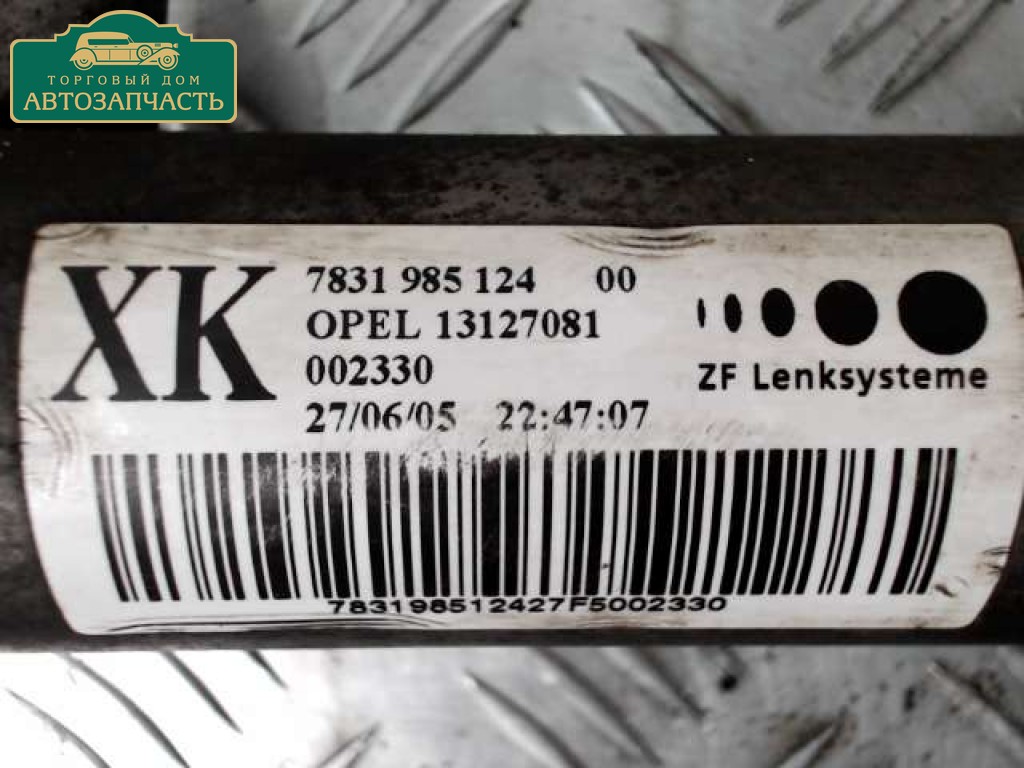 ТОРГОВЫЙ ДОМ
АВТОЗАПЧАСТЬ
XK
7831 985 124 00
OPEL 13127081
002330
27/06/05 22:47:07
ZF Lenksysteme
783198512427F5002330